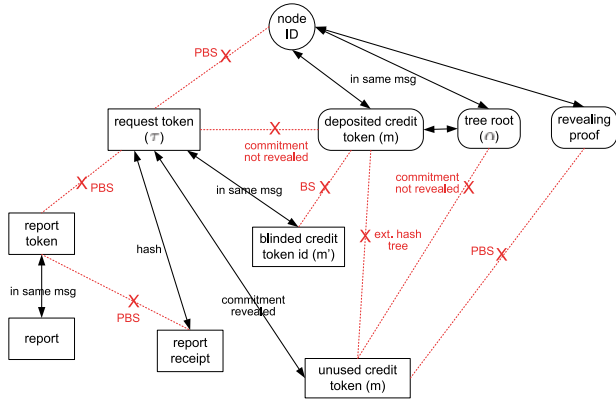 node
ID
PBS
in same msg
request token
(τ)
deposited credit
token (m)
tree root
(α)
revealing
proof
commitment
not revealed
commitment
not revealed
in same msg
BS
PBS
report
token
hash
blinded credit
token id (m')
ext. hash
tree
PBS
in same msg
commitment
revealed
PBS
report
report
receipt
unused credit
token (m)